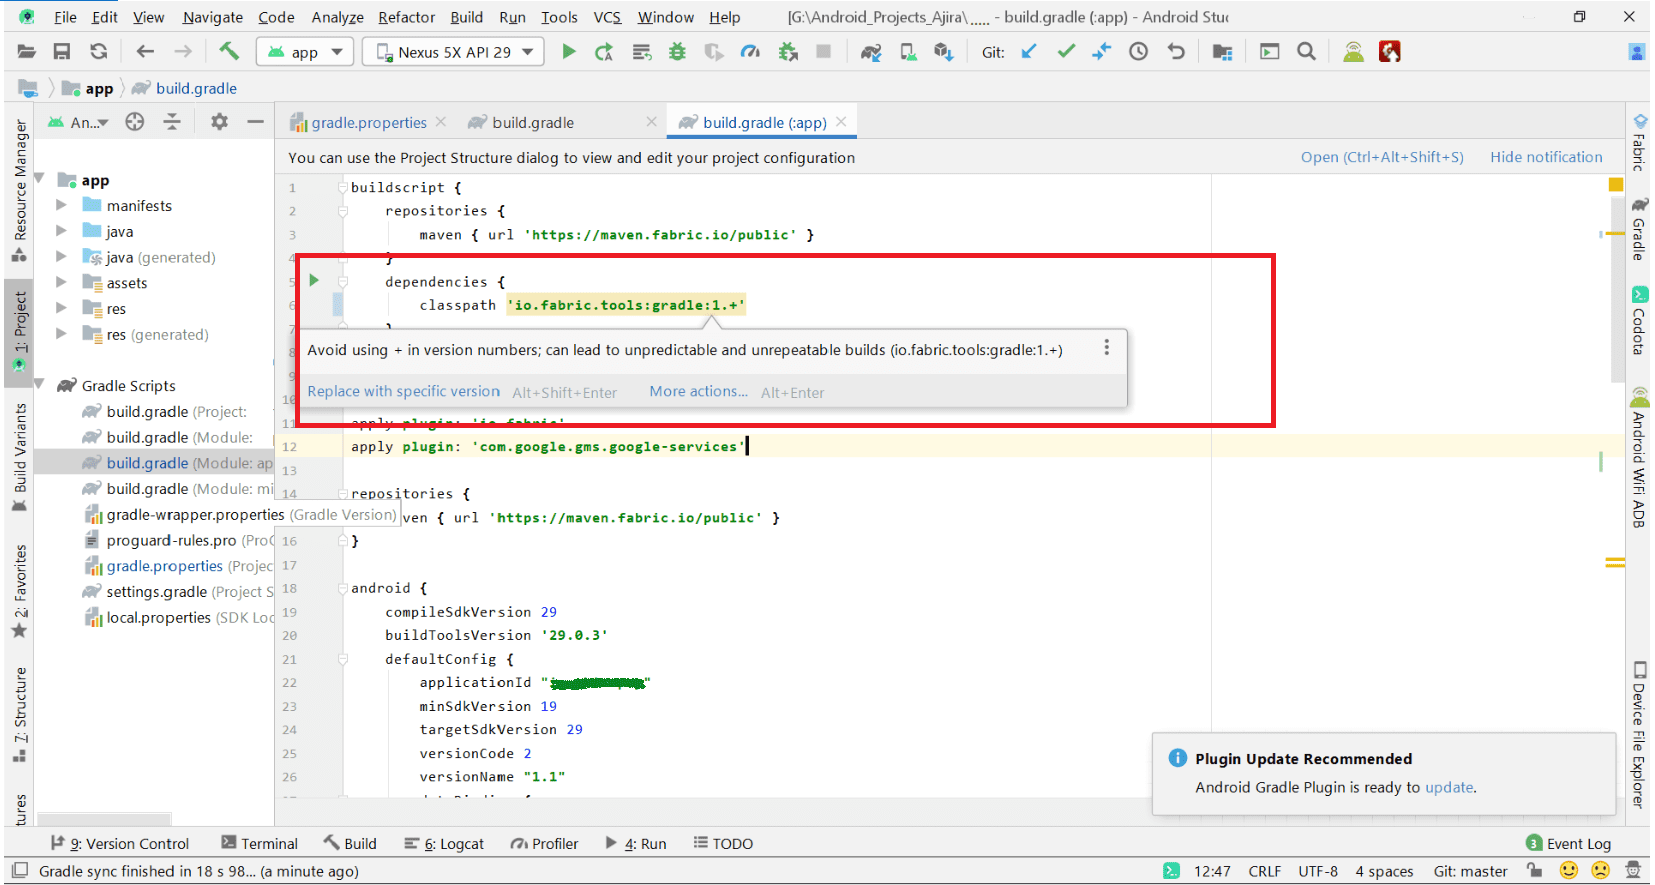 File Edit View Navigate Code Analyze Refactor Build Run Tools VCS Window Help [G:\Android_Projects_Ajira\..... - build.gradle (:app) - Android Stu
app Nexus 5X API 29 Git:
app build.gradle
An... gradle.properties build.gradle build.gradle (:app)
You can use the Project Structure dialog to view and edit your project configuration Open (Ctrl+Alt+Shift+S) Hide notification
Resource Manager
1: Project
Build Variants
2: Favorites
7: Structure
app
manifests
java
java (generated)
assets
res
res (generated)
Gradle Scripts
build.gradle (Project:
build.gradle (Module:
build.gradle (Module: ap
build.gradle (Module: mi
gradle-wrapper.properties (Gradle Version)
proguard-rules.pro (Pro
gradle.properties (Projec
settings.gradle (Project S
local.properties (SDK Loc
1 buildscript {
2 repositories {
3 maven { url 'https://maven.fabric.io/public' }
4 }
5 dependencies {
6 classpath 'io.fabric.tools:gradle:1.+'
7 }
Avoid using + in version numbers; can lead to unpredictable and unrepeatable builds (io.fabric.tools:gradle:1.+)
Replace with specific version Alt+Shift+Enter More actions... Alt+Enter
11 apply plugin: 'io.fabric'
12 apply plugin: 'com.google.gms.google-services'
13
14 repositories {
ven { url 'https://maven.fabric.io/public' }
16 }
17
18 android {
19 compileSdkVersion 29
20 buildToolsVersion '29.0.3'
21 defaultConfig {
22 applicationId "
23 minSdkVersion 19
24 targetSdkVersion 29
25 versionCode 2
26 versionName "1.1"
Fabric
Gradle
Codota
Android WiFi ADB
Device File Explorer
Plugin Update Recommended
Android Gradle Plugin is ready to update.
9: Version Control Terminal Build 6: Logcat Profiler 4: Run TODO 3 Event Log
Gradle sync finished in 18 s 98... (a minute ago) 12:47 CRLF UTF-8 4 spaces Git: master